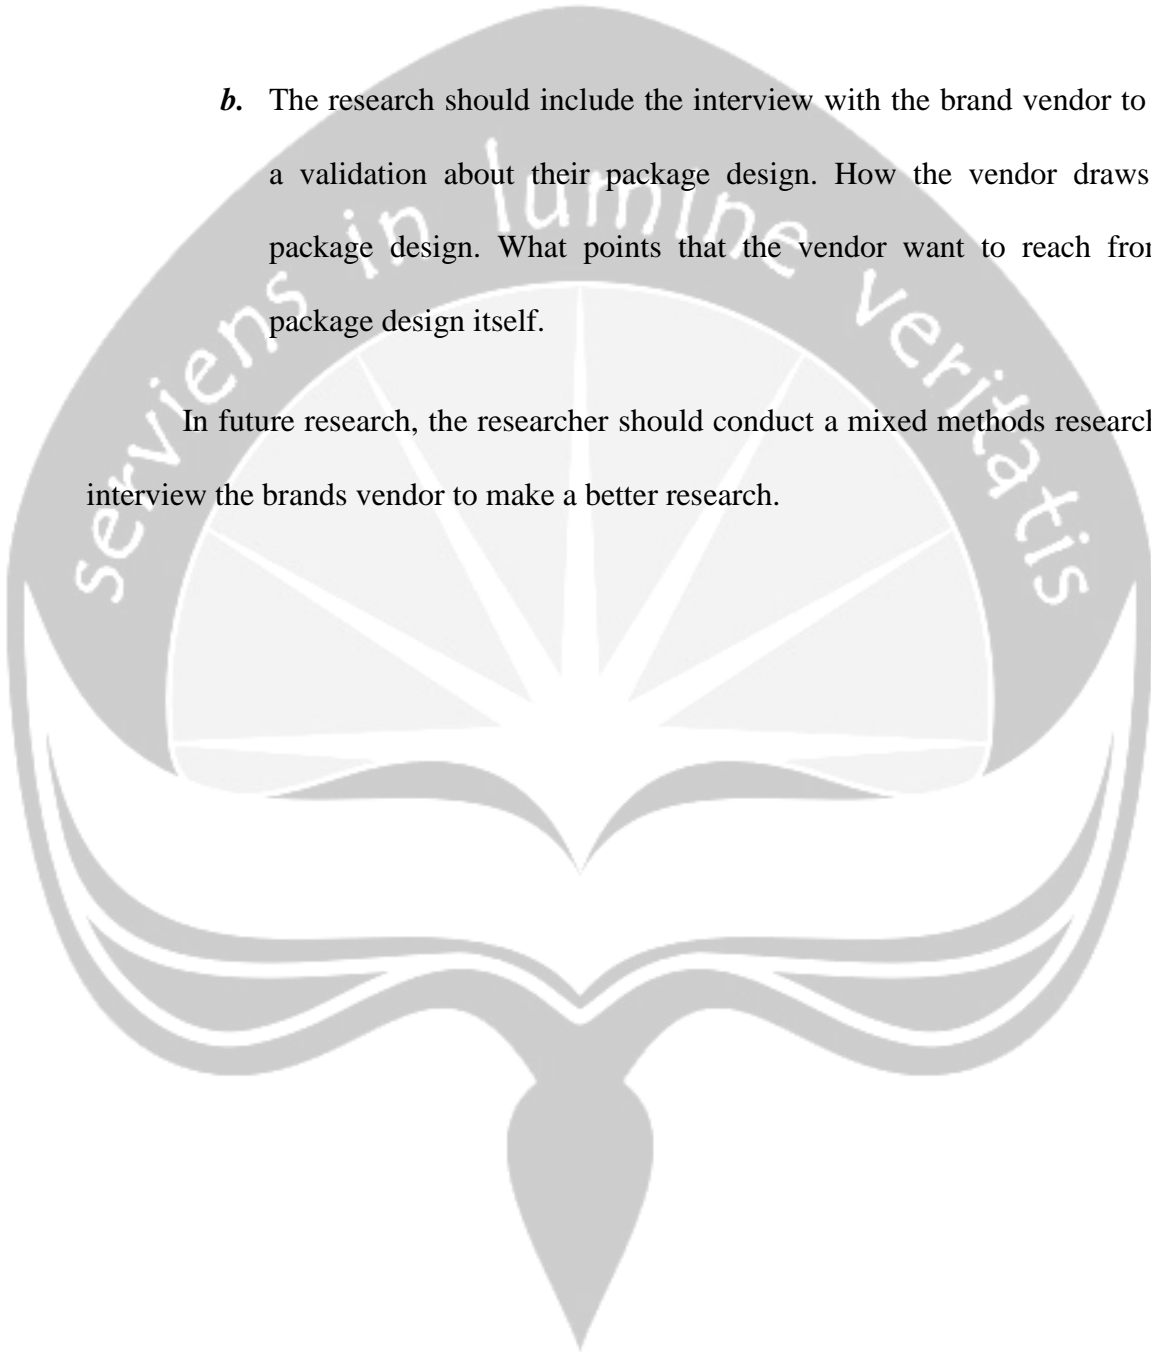 b. The research should include the interview with the brand vendor to
a validation about their package design. How the vendor draws
package design. What points that the vendor want to reach from
package design itself.
In future research, the researcher should conduct a mixed methods research
interview the brands vendor to make a better research.
serviens in lumine veritatis